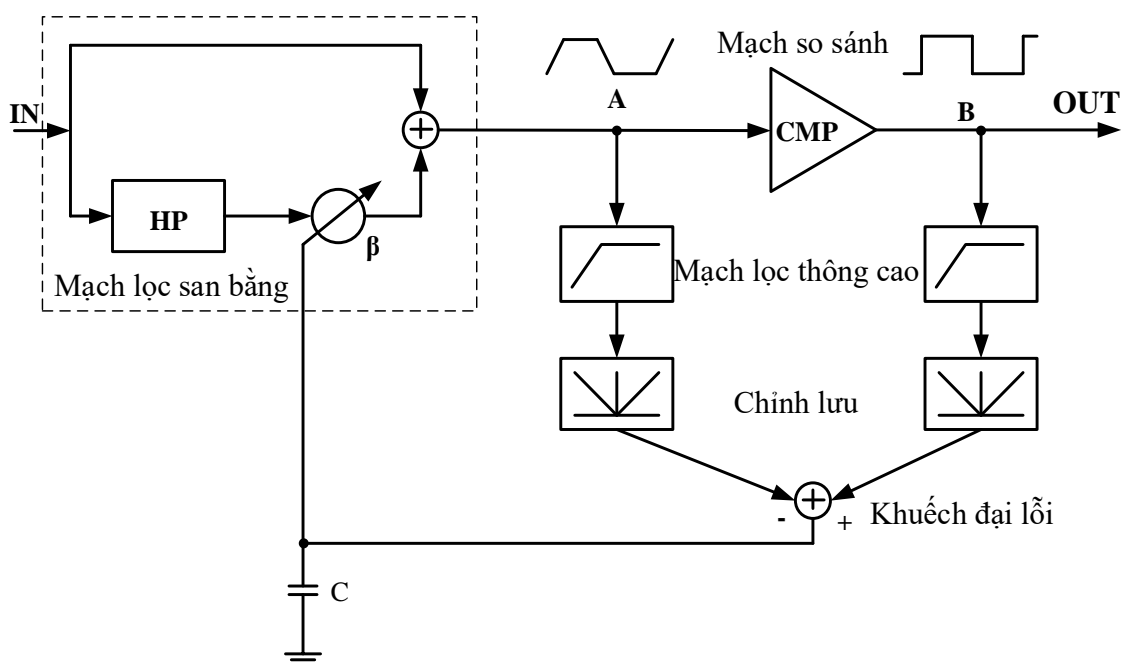 Mạch so sánh
IN
A
B
OUT
CMP
HP
β
Mạch lọc san bằng
Mạch lọc thông cao
Chỉnh lưu
- +
Khuếch đại lỗi
C